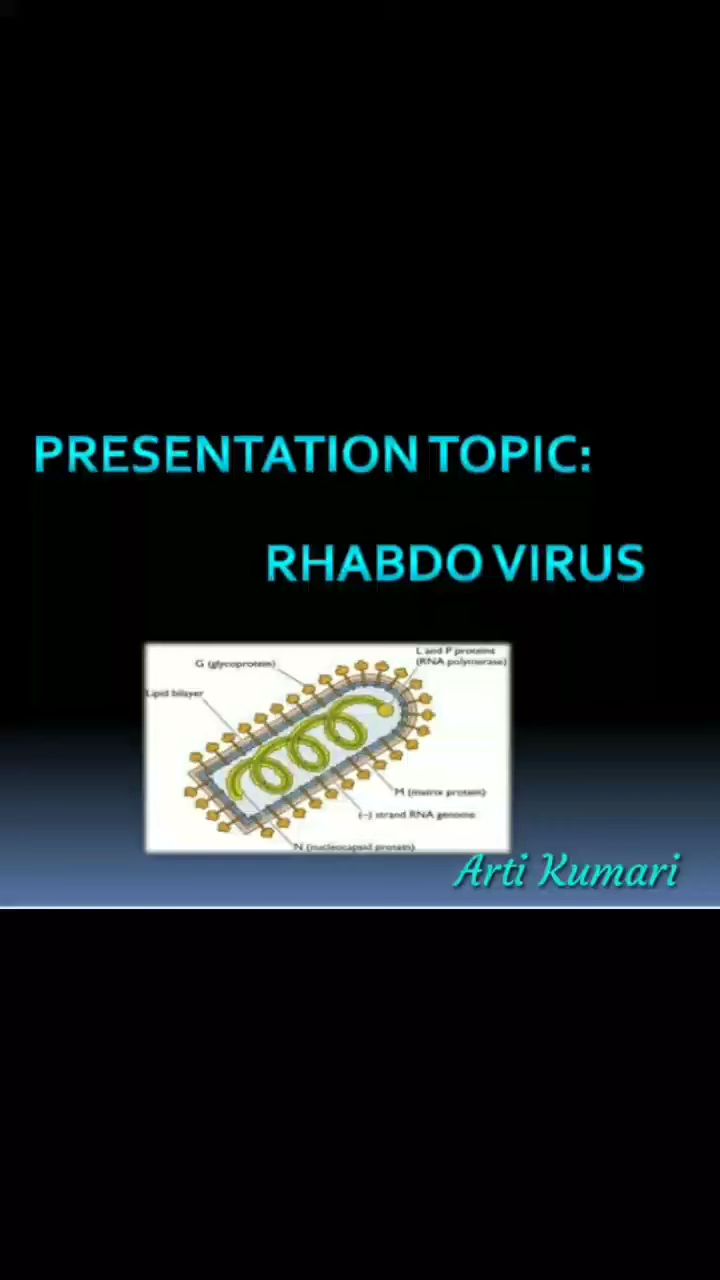 PRESENTATION TOPIC:
RHABDO VIRUS
L and P proteins
G (glycoprotein)
(RNA polymerase)
Lipid bilayer
M (matrix protein)
(–) strand RNA genome
N (nucleocapsid protein)
Arti Kumari